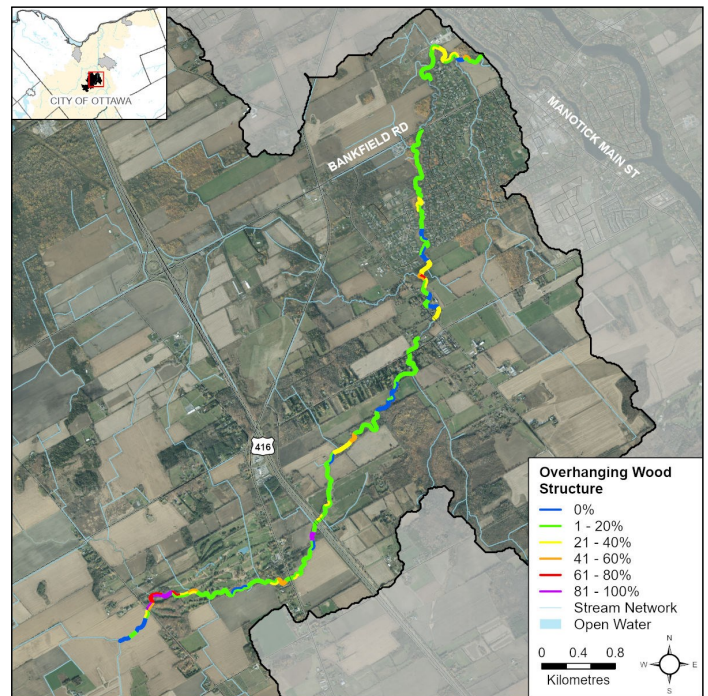 CITY OF OTTAWA
BANKFIELD RD
MANOTICK MAIN ST
416
Overhanging Wood
Structure
0%
1 - 20%
21 - 40%
41 - 60%
61 - 80%
81 - 100%
Stream Network
Open Water
0 0.4 0.8
Kilometres
N
W E
S